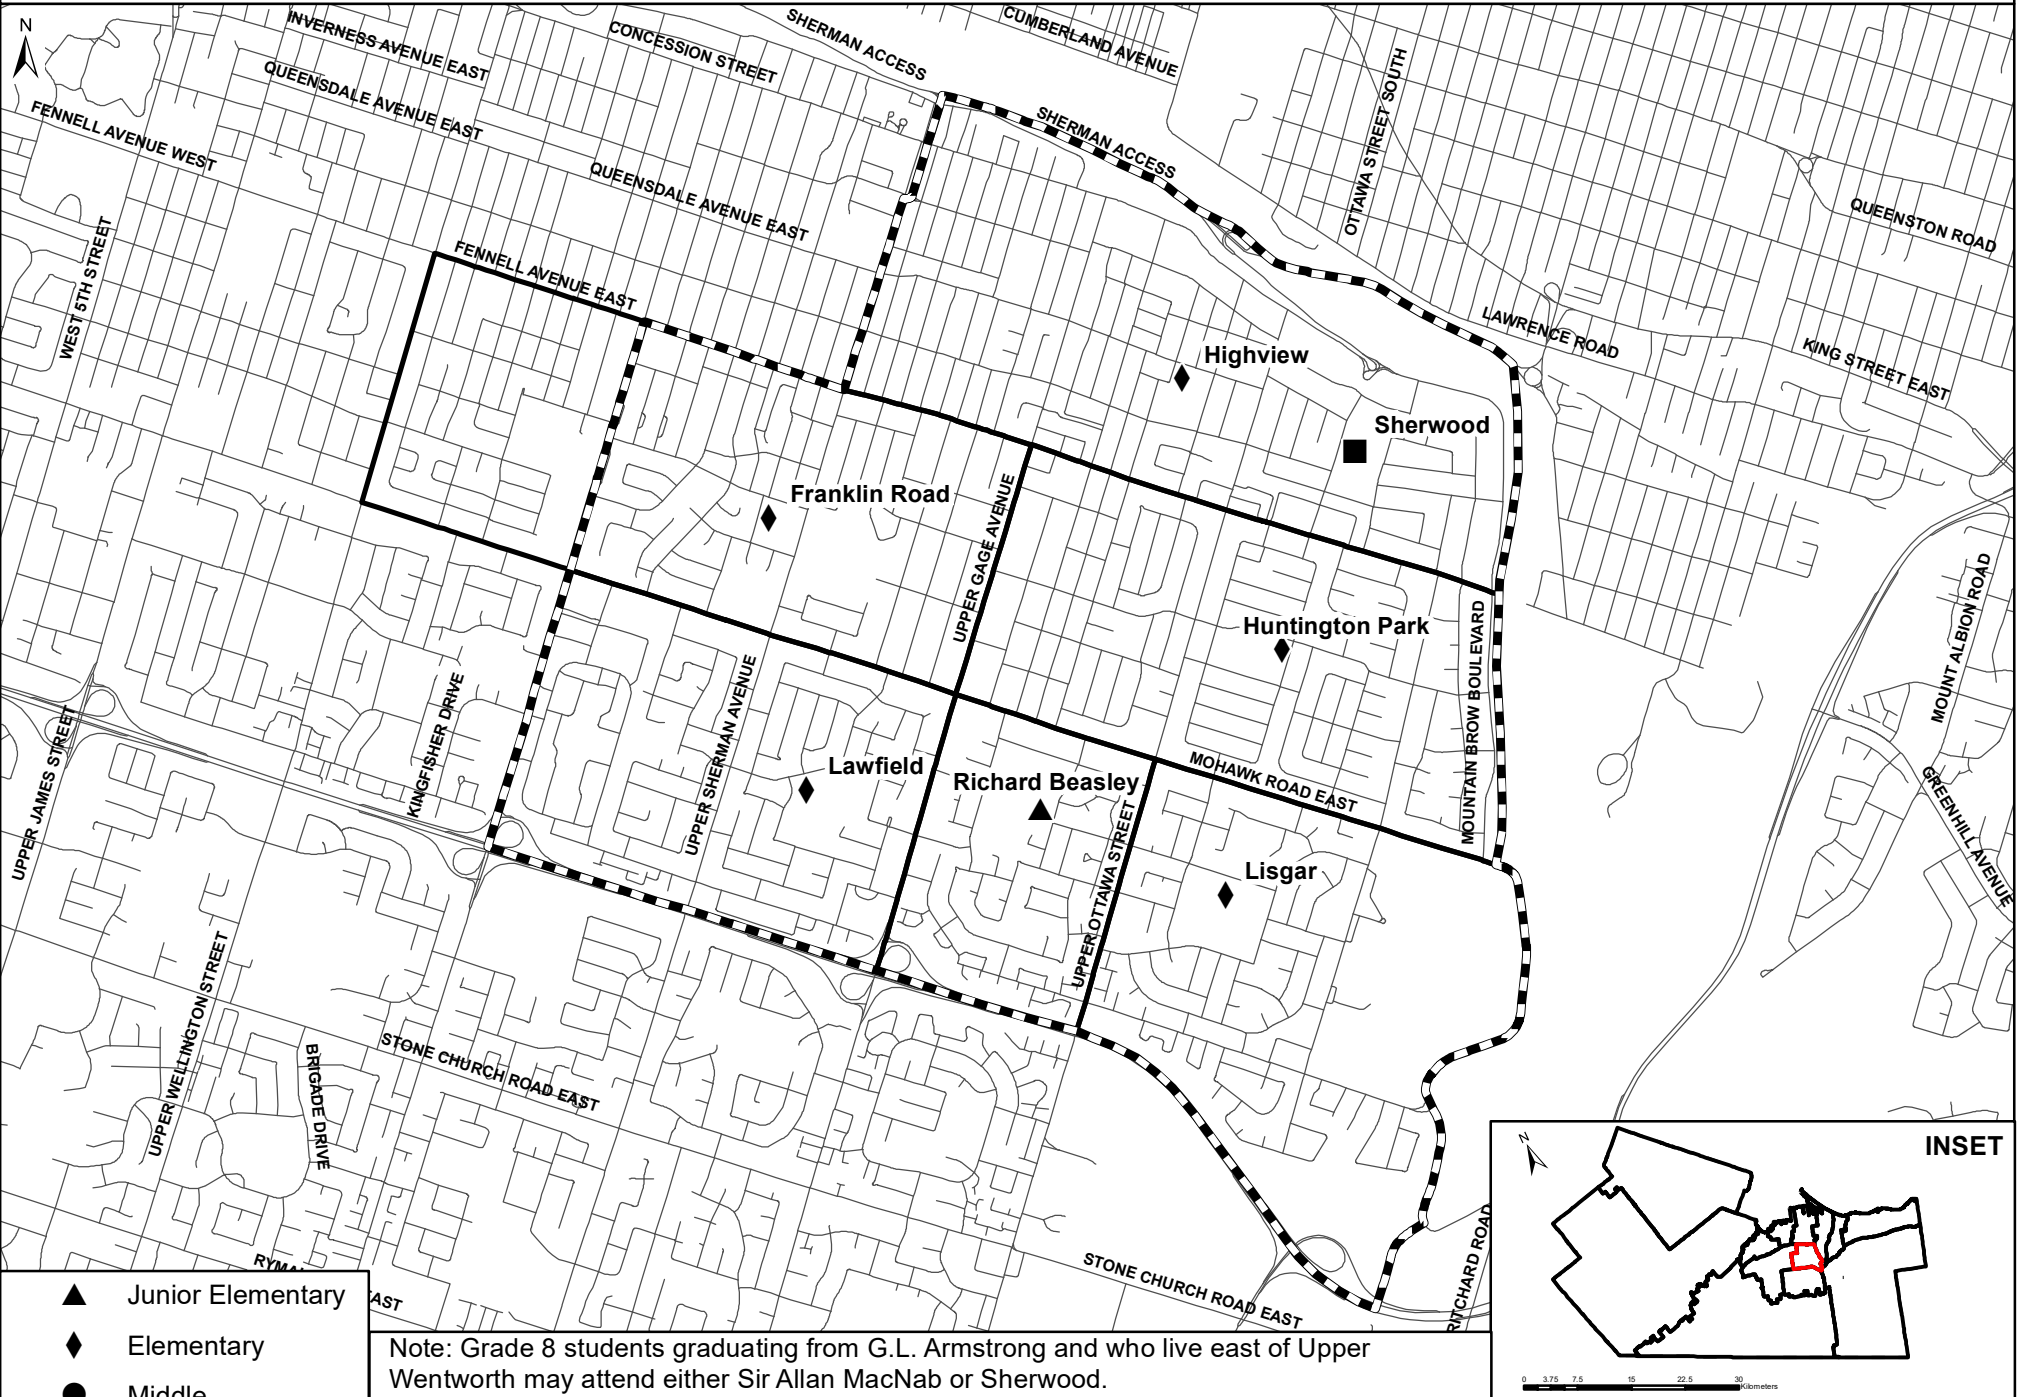 N
INVERNESS AVENUE EAST
CONCESSION STREET
SHERMAN ACCESS
CUMBERLAND AVENUE
QUEENSDALE AVENUE EAST
FENNELL AVENUE WEST
QUEENSDALE AVENUE EAST
SHERMAN ACCESS
OTTAWA STREET SOUTH
QUEENSTON ROAD
WEST 5TH STREET
FENNELL AVENUE EAST
LAWRENCE ROAD
KING STREET EAST
Highview
Sherwood
Franklin Road
UPPER GAGE AVENUE
Huntington Park
MOUNTAIN BROW BOULEVARD
MOUNT ALBION ROAD
UPPER JAMES STREET
KINGFISHER DRIVE
UPPER SHERMAN AVENUE
Lawfield
Richard Beasley
MOHAWK ROAD EAST
UPPER OTTAWA STREET
Lisgar
GREENHILL AVENUE
UPPER WELLINGTON STREET
BRIGADE DRIVE
STONE CHURCH ROAD EAST
STONE CHURCH ROAD EAST
RITCHARD ROAD
RYMA
AST
INSET
N
0 3.75 7.5 15 22.5 30
Kilometers
Junior Elementary
Elementary
Middle
Note: Grade 8 students graduating from G.L. Armstrong and who live east of Upper
Wentworth may attend either Sir Allan MacNab or Sherwood.